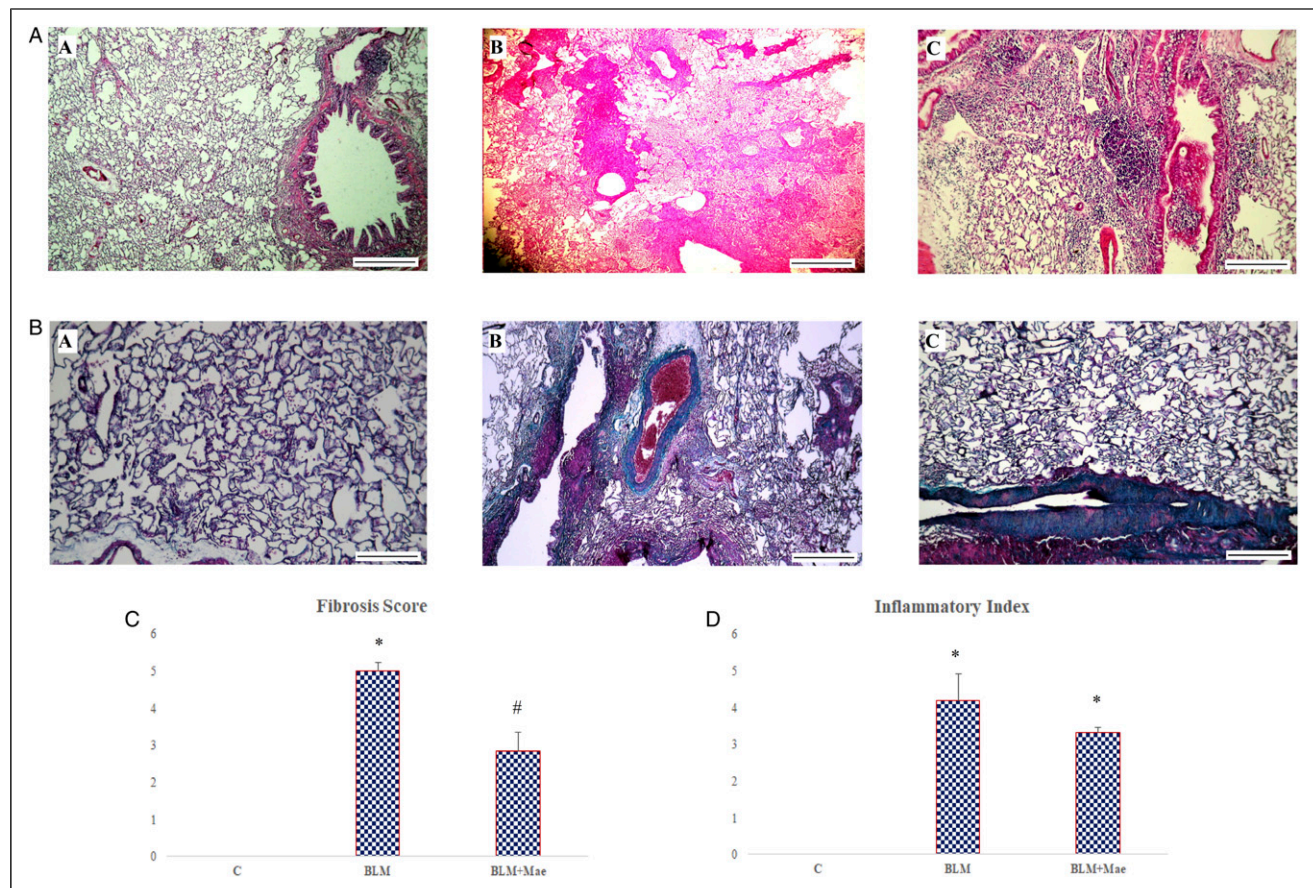 A
A
B
C
B
A
B
C
C
Fibrosis Score
6
5
4
3
2
1
0
*
#
C BLM BLM+Mae
D
Inflammatory Index
6
5
4
3
2
1
0
*
*
C BLM BLM+Mae